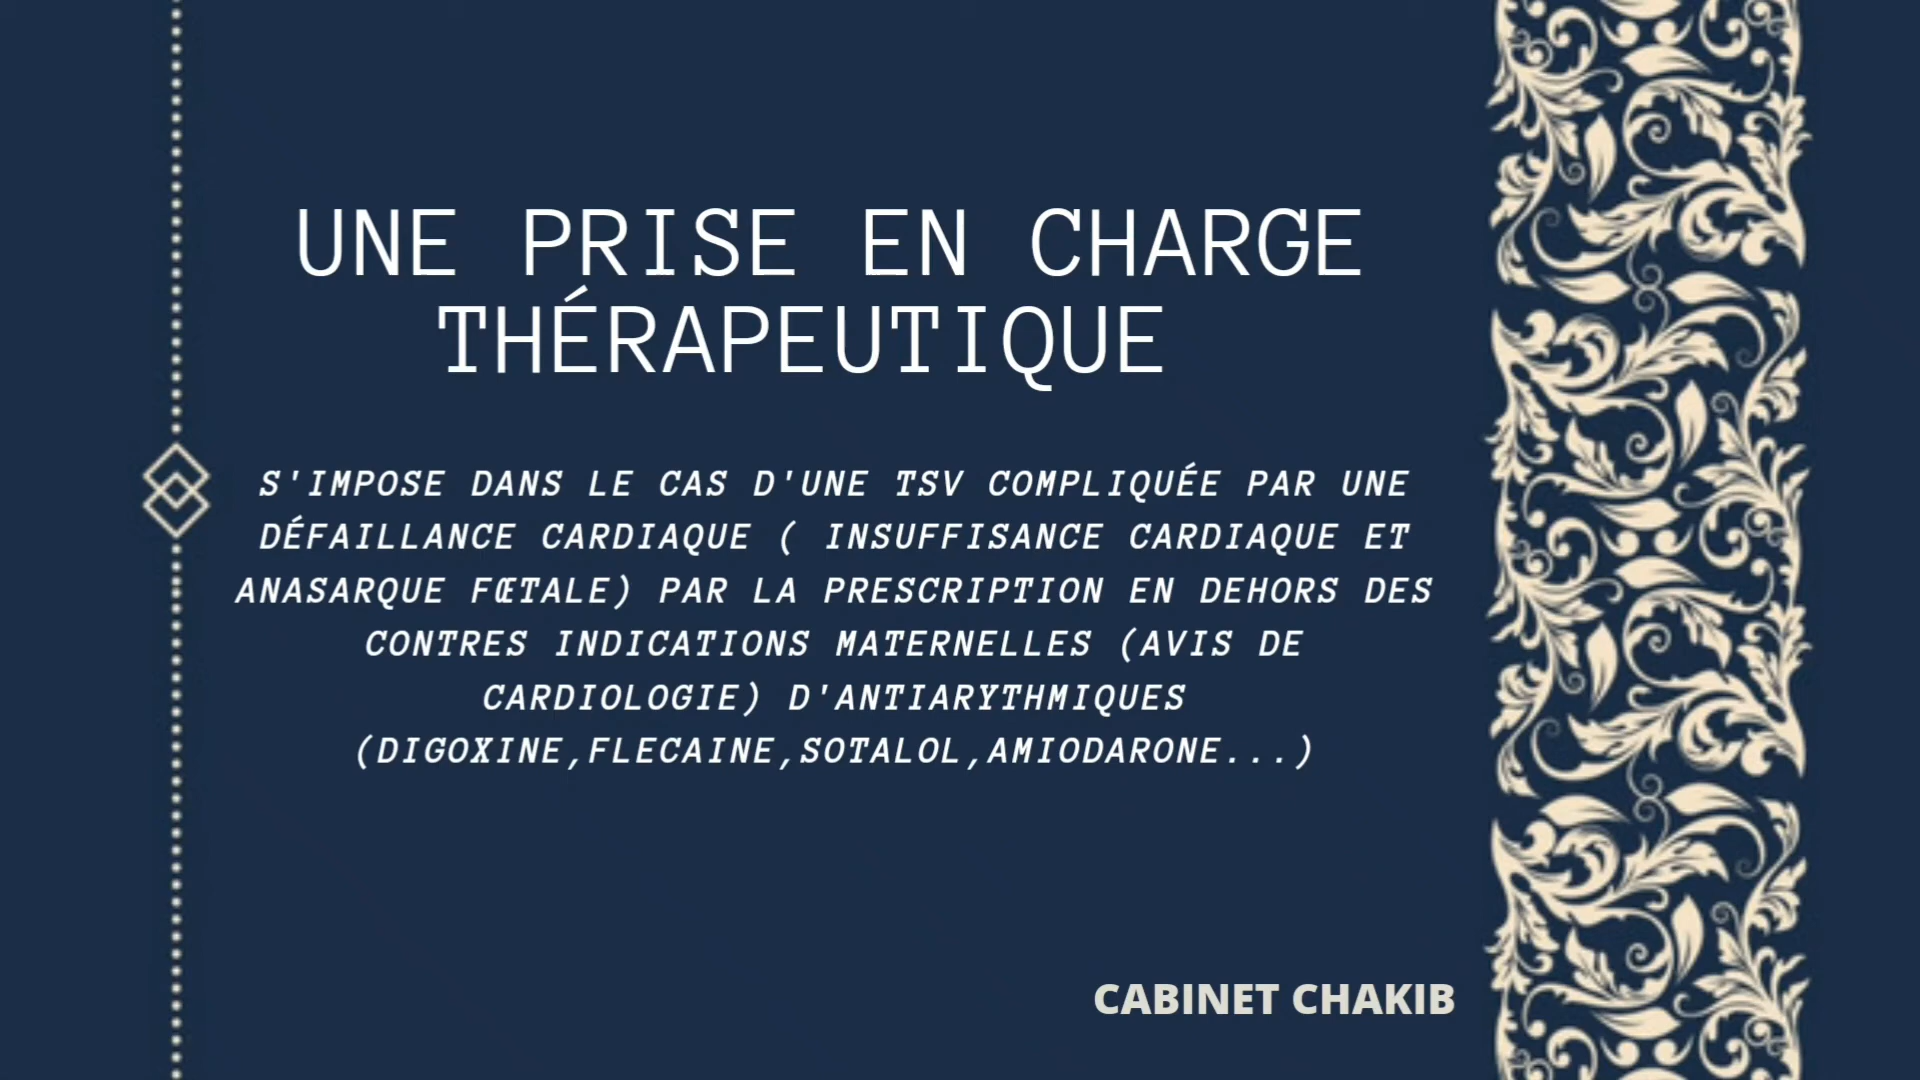 UNE PRISE EN CHARGE
THÉRAPEUTIQUE
S'IMPOSE DANS LE CAS D'UNE TSV COMPLIQUÉE PAR UNE
DÉFAILLANCE CARDIAQUE ( INSUFFISANCE CARDIAQUE ET
ANASARQUE FŒTALE) PAR LA PRESCRIPTION EN DEHORS DES
CONTRES INDICATIONS MATERNELLES (AVIS DE
CARDIOLOGIE) D'ANTIARYTHMIQUES
(DIGOXINE,FLECAINE,SOTALOL,AMIODARONE...)
CABINET CHAKIB